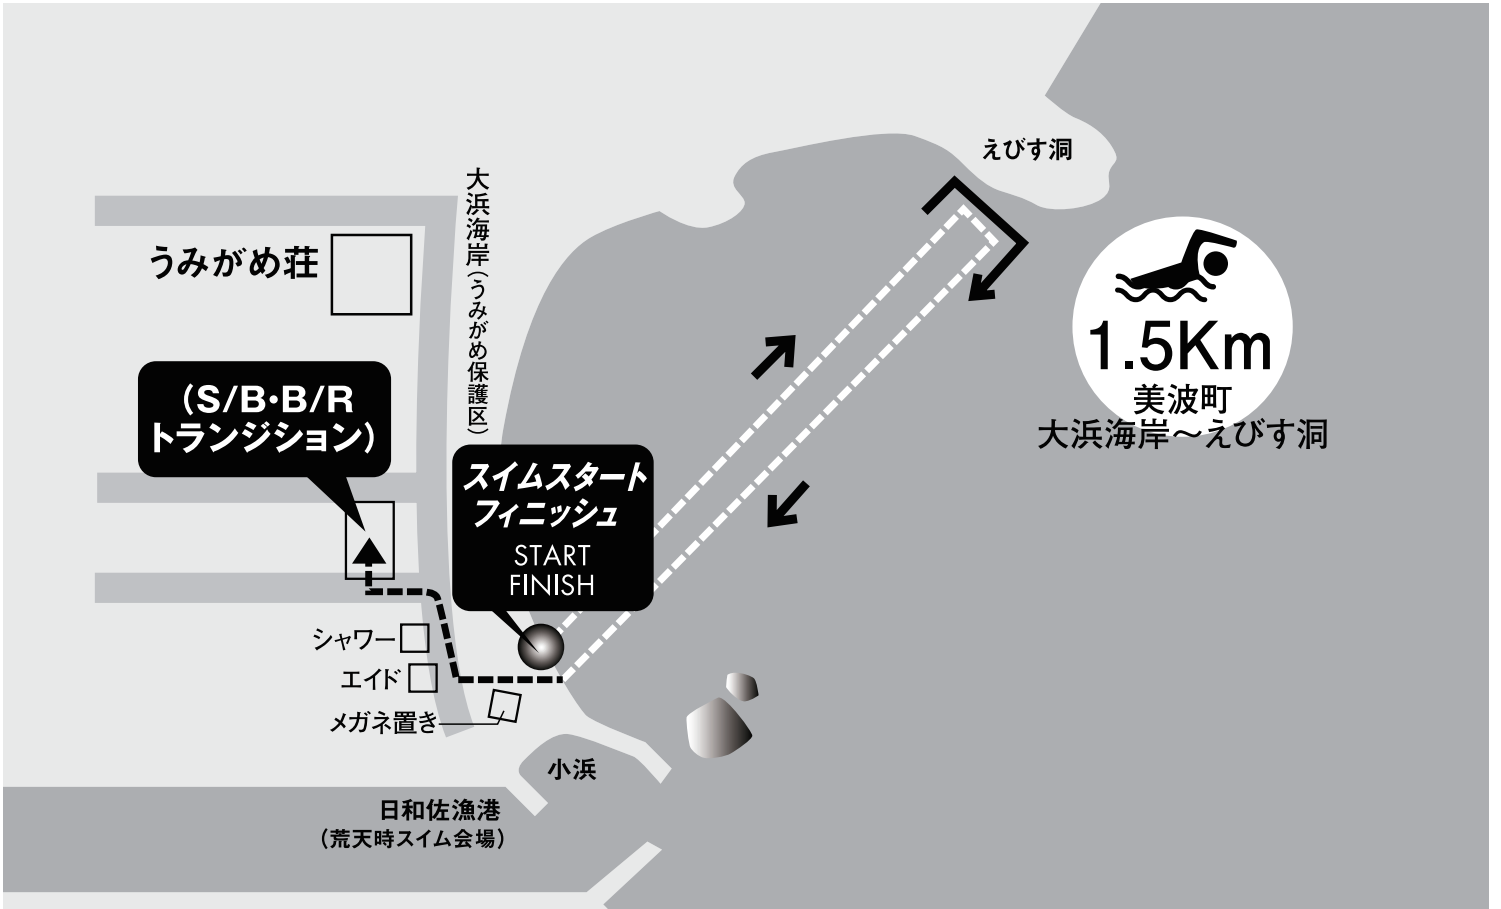 えびす洞
大浜海岸(うみがめ保護区)
うみがめ荘
1.5Km
美波町
大浜海岸～えびす洞
(S/B・B/R
トランジション)
スイムスタート
フィニッシュ
START
FINISH
シャワー
エイド
メガネ置き
小浜
日和佐漁港
(荒天時スイム会場)